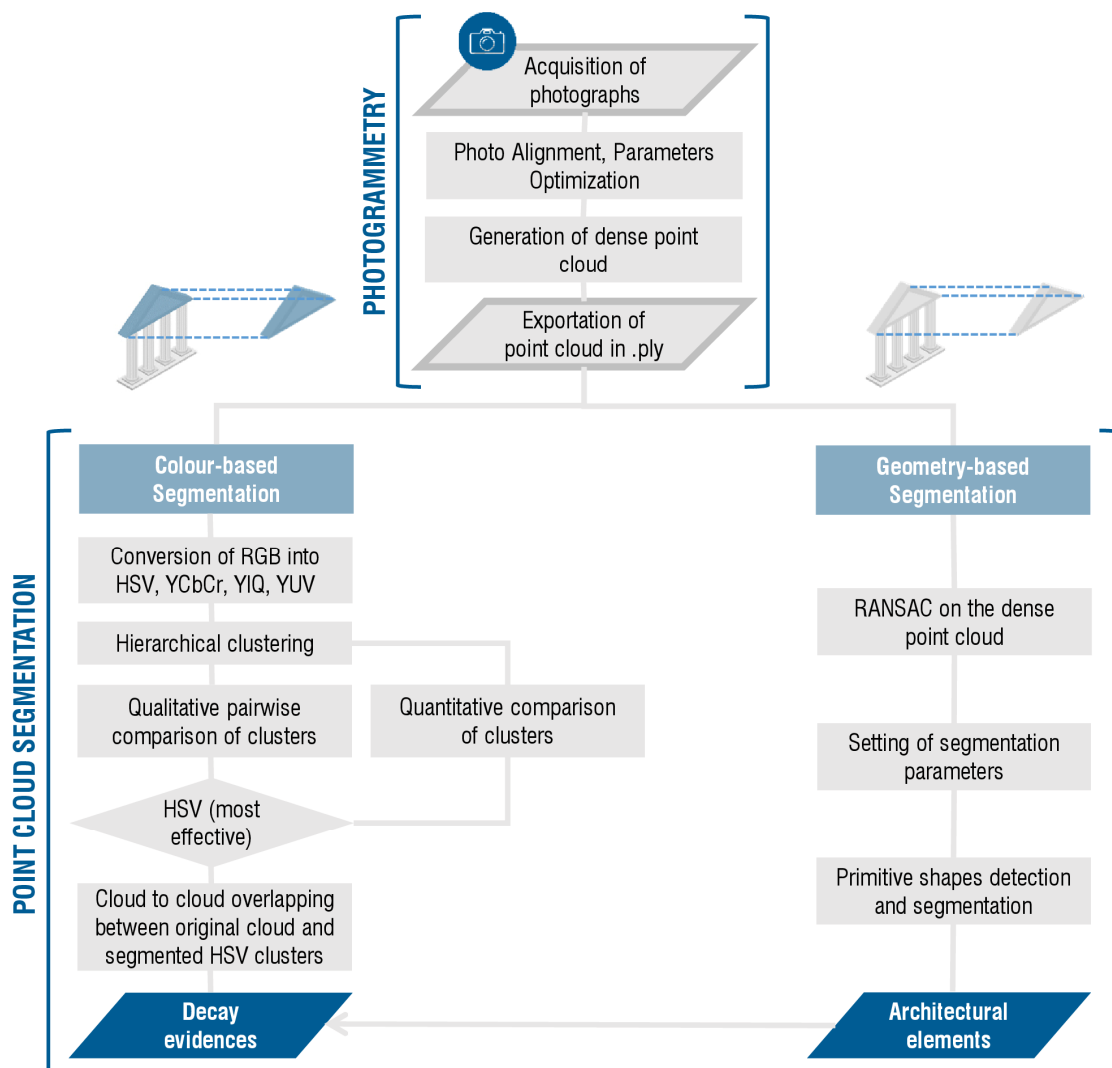 PHOTOGRAMMETRY
Acquisition of
photographs
Photo Alignment, Parameters
Optimization
Generation of dense point
cloud
Exportation of
point cloud in .ply
POINT CLOUD SEGMENTATION
Colour-based
Segmentation
Conversion of RGB into
HSV, YCbCr, YIQ, YUV
Hierarchical clustering
Qualitative pairwise
comparison of clusters
Quantitative comparison
of clusters
HSV (most
effective)
Cloud to cloud overlapping
between original cloud and
segmented HSV clusters
Decay
evidences
Geometry-based
Segmentation
RANSAC on the dense
point cloud
Setting of segmentation
parameters
Primitive shapes detection
and segmentation
Architectural
elements